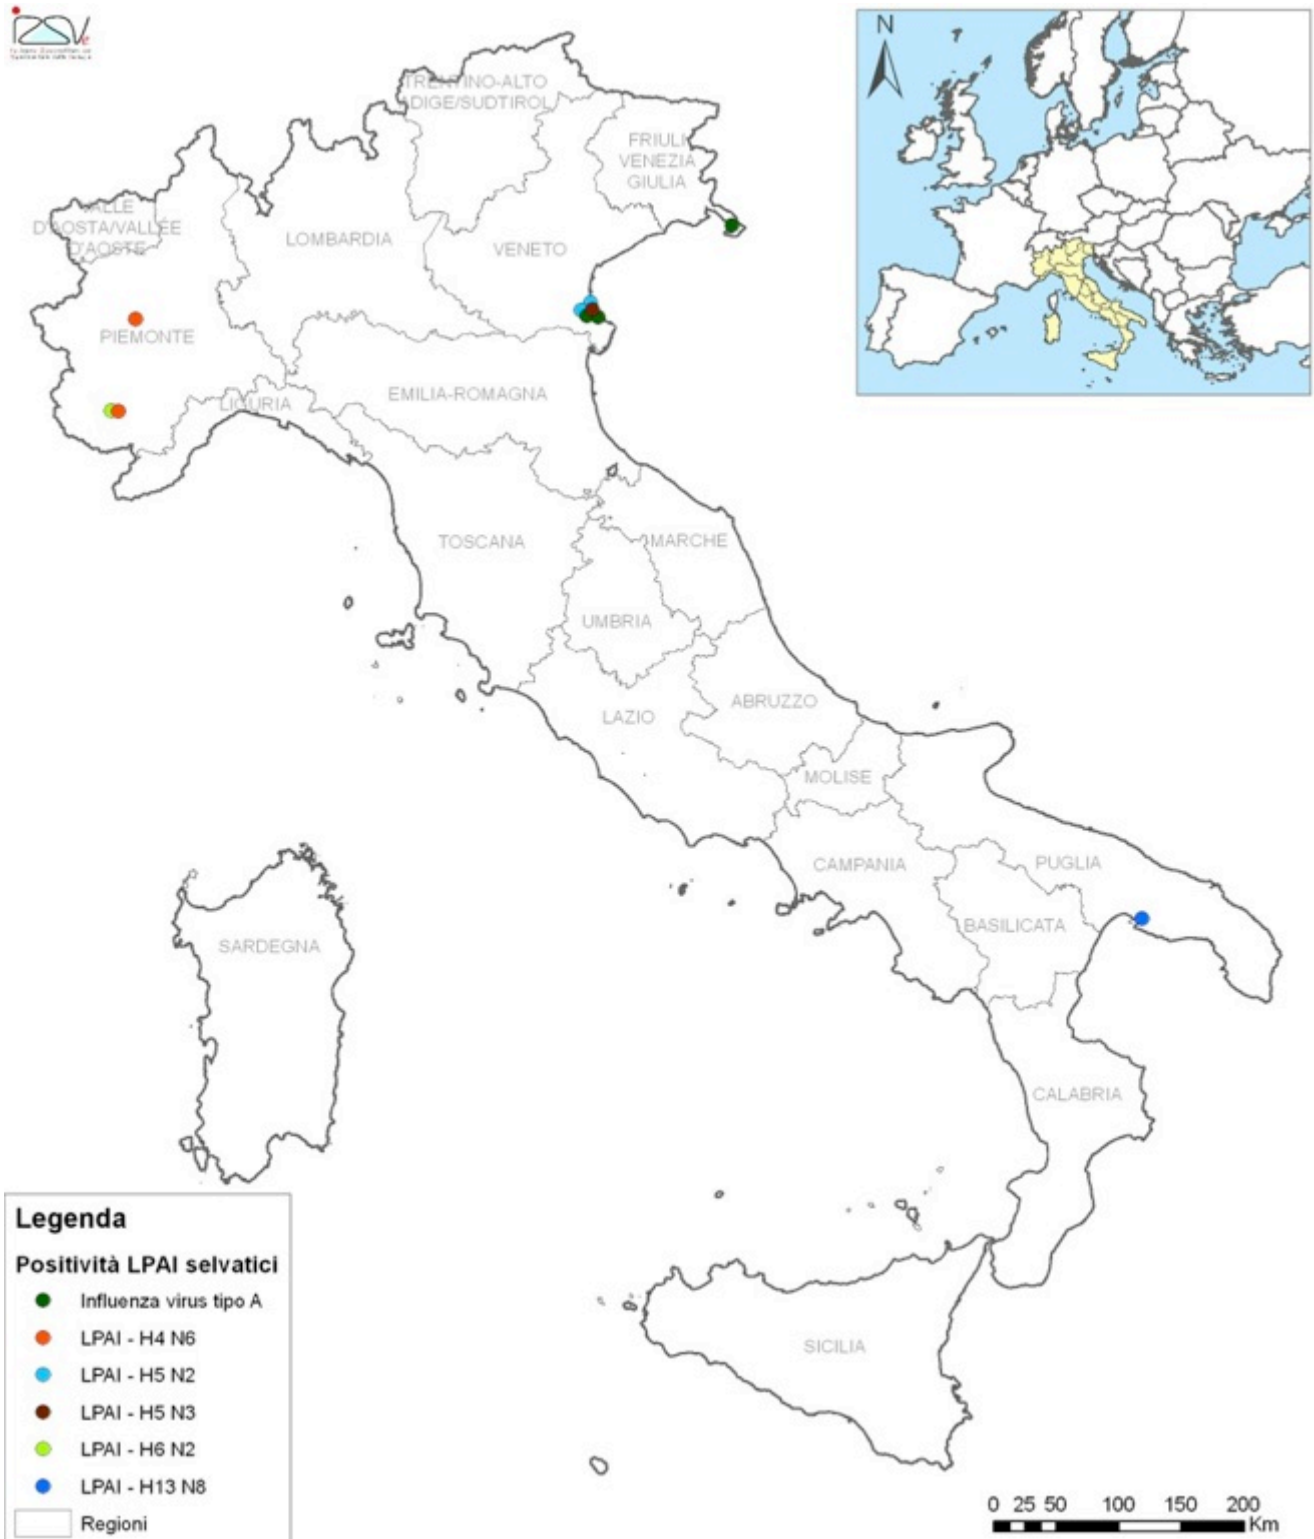 N
TRENTINO-ALTO
ADIGE/SUDTIROL
FRIULI
VENEZIA
GIULIA
VALLE
D'AOSTA/VALLÉE
D'AOSTE
LOMBARDIA
VENETO
PIEMONTE
EMILIA-ROMAGNA
LIGURIA
TOSCANA
MARCHE
UMBRIA
ABRUZZO
LAZIO
MOLISE
CAMPANIA
PUGLIA
BASILICATA
SARDEGNA
CALABRIA
SICILIA
Legenda
Positività LPAI selvatici
Influenza virus tipo A
LPAI - H4 N6
LPAI - H5 N2
LPAI - H5 N3
LPAI - H6 N2
LPAI - H13 N8
Regioni
0 25 50 100 150 200
Km